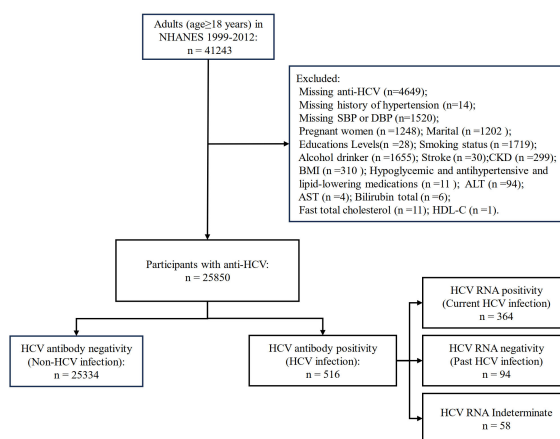 Adults (age≥18 years) in
NHANES 1999-2012:
n = 41243
Excluded:
Missing anti-HCV (n=4649);
Missing history of hypertension (n=14);
Missing SBP or DBP (n=1520);
Pregnant women (n=1248); Marital (n=1202 );
Educations Levels(n=28); Smoking status (n=1719);
Alcohol drinker (n =1655); Stroke (n =30);CKD (n =299);
BMI (n =310 ); Hypoglycemic and antihypertensive and
lipid-lowering medications (n =11 ); ALT (n =94);
AST (n =4); Bilirubin total (n =6);
Fast total cholesterol (n =11); HDL-C (n =1).
Participants with anti-HCV:
n = 25850
HCV antibody negativity
(Non-HCV infection):
n = 25334
HCV antibody positivity
(HCV infection):
n = 516
HCV RNA positivity
(Current HCV infection)
n = 364
HCV RNA negativity
(Past HCV infection)
n = 94
HCV RNA Indeterminate
n = 58